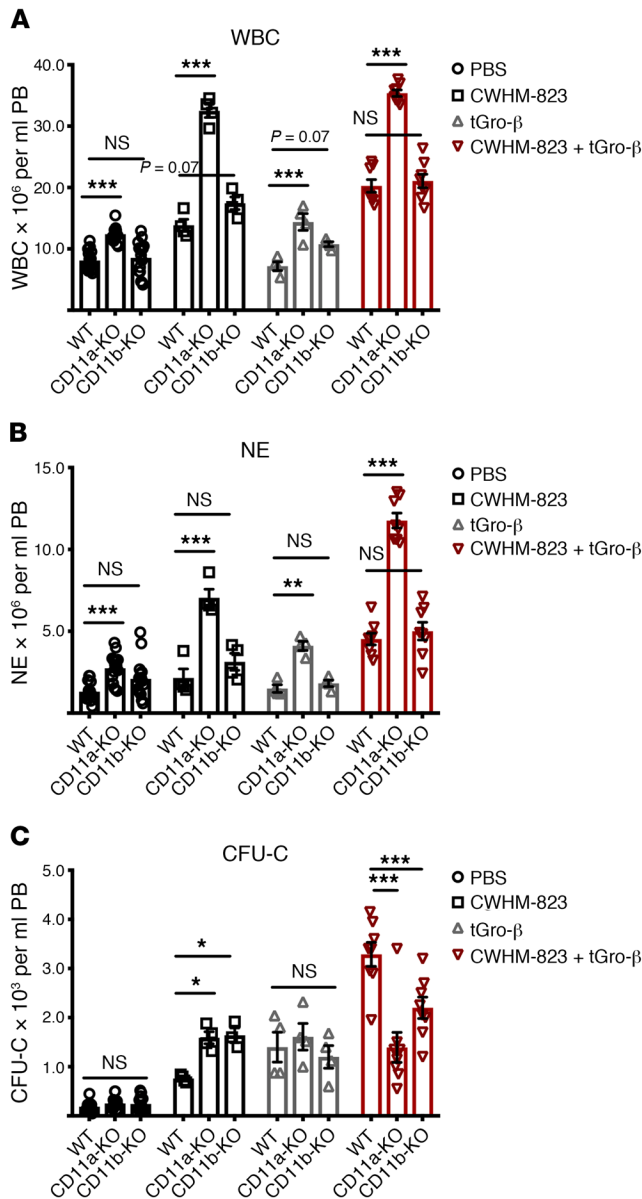 A
WBC
WBC × 10⁶ per ml PB
40.0
30.0
20.0
10.0
***
NS
***
P = 0.07
***
P = 0.07
***
NS
PBS
CWHM-823
tGro-β
CWHM-823 + tGro-β
WT
CD11a-KO
CD11b-KO
WT
CD11a-KO
CD11b-KO
WT
CD11a-KO
CD11b-KO
WT
CD11a-KO
CD11b-KO
B
NE
NE × 10⁶ per ml PB
15.0
10.0
5.0
***
NS
***
NS
**
NS
***
NS
PBS
CWHM-823
tGro-β
CWHM-823 + tGro-β
WT
CD11a-KO
CD11b-KO
WT
CD11a-KO
CD11b-KO
WT
CD11a-KO
CD11b-KO
WT
CD11a-KO
CD11b-KO
C
CFU-C
CFU-C × 10³ per ml PB
5.0
4.0
3.0
2.0
1.0
NS
*
*
NS
***
***
PBS
CWHM-823
tGro-β
CWHM-823 + tGro-β
WT
CD11a-KO
CD11b-KO
WT
CD11a-KO
CD11b-KO
WT
CD11a-KO
CD11b-KO
WT
CD11a-KO
CD11b-KO